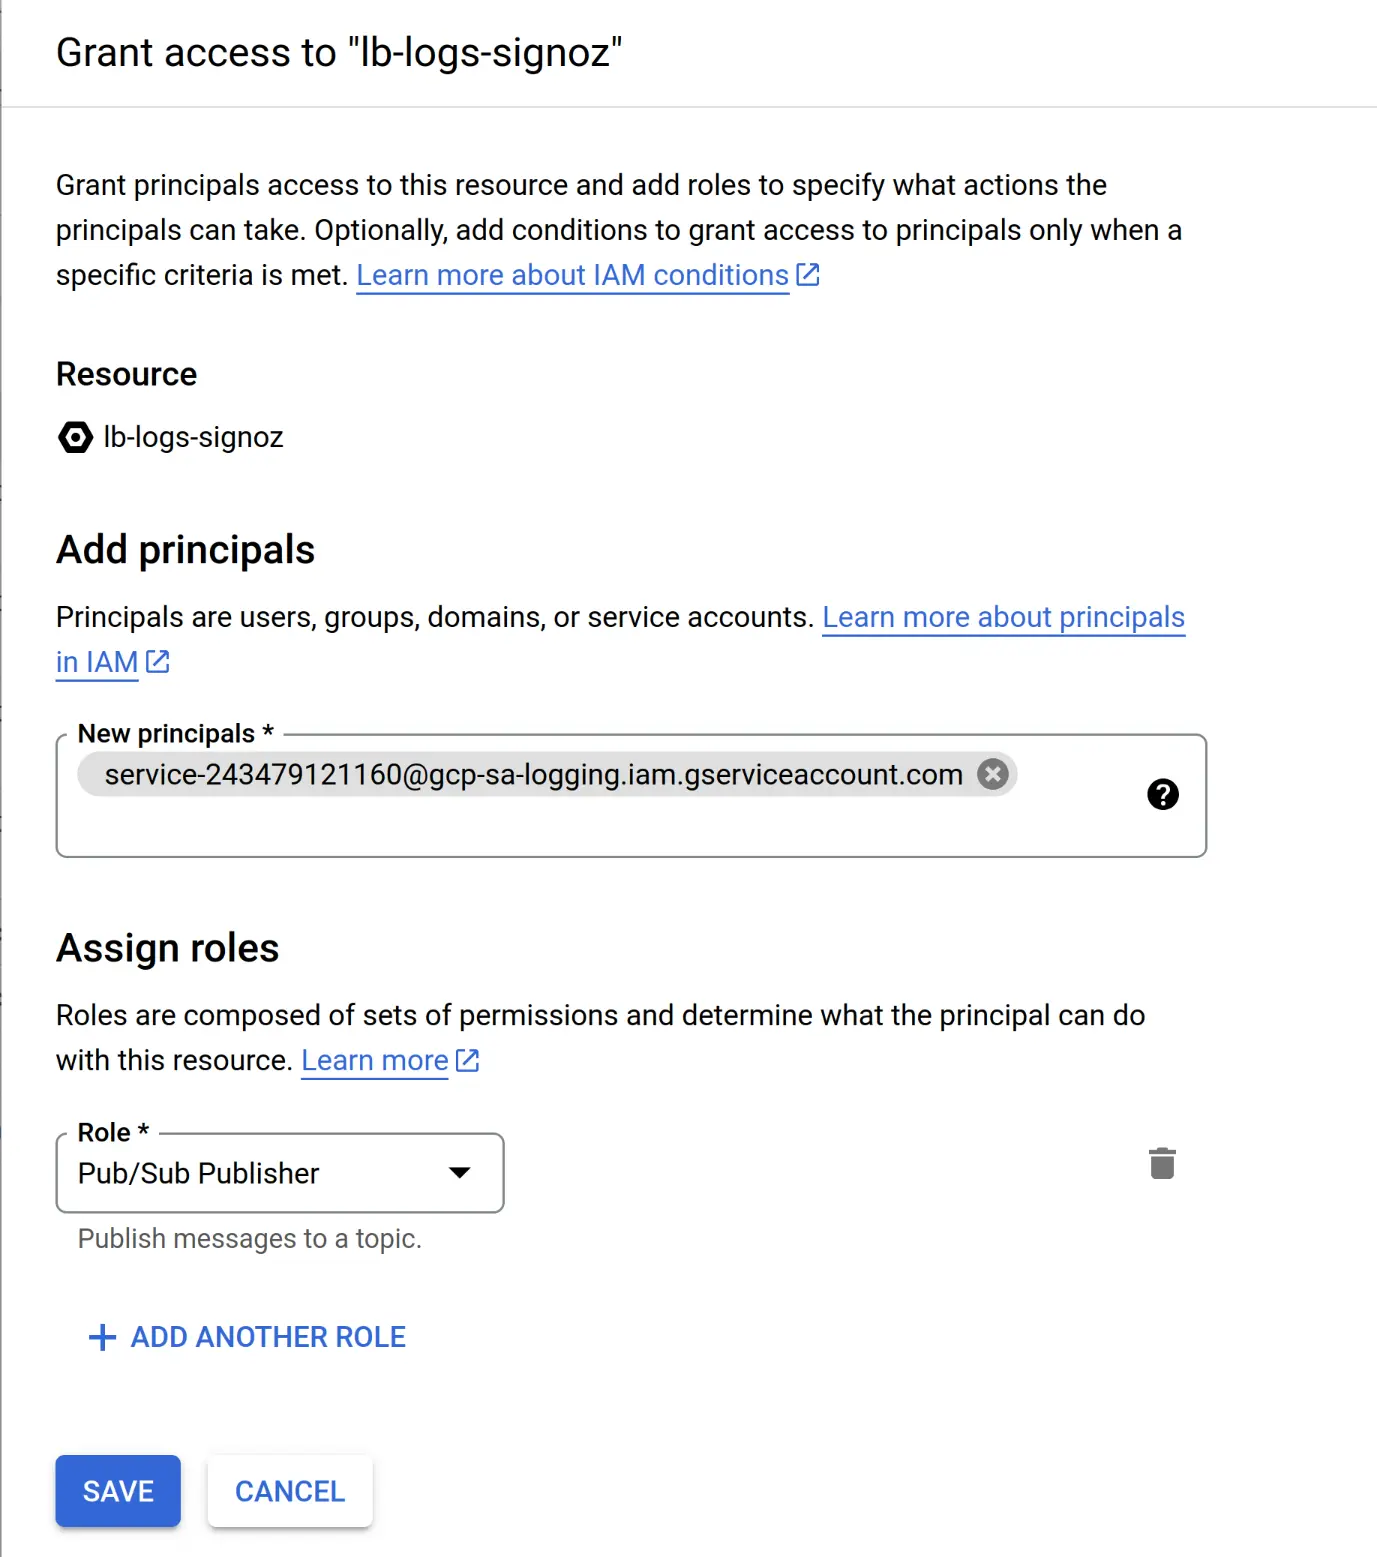 Grant access to "lb-logs-signoz"
Grant principals access to this resource and add roles to specify what actions the
principals can take. Optionally, add conditions to grant access to principals only when a
specific criteria is met. Learn more about IAM conditions
Resource
lb-logs-signoz
Add principals
Principals are users, groups, domains, or service accounts. Learn more about principals
in IAM
New principals *
service-243479121160@gcp-sa-logging.iam.gserviceaccount.com
Assign roles
Roles are composed of sets of permissions and determine what the principal can do
with this resource. Learn more
Role *
Pub/Sub Publisher
Publish messages to a topic.
ADD ANOTHER ROLE
SAVE CANCEL